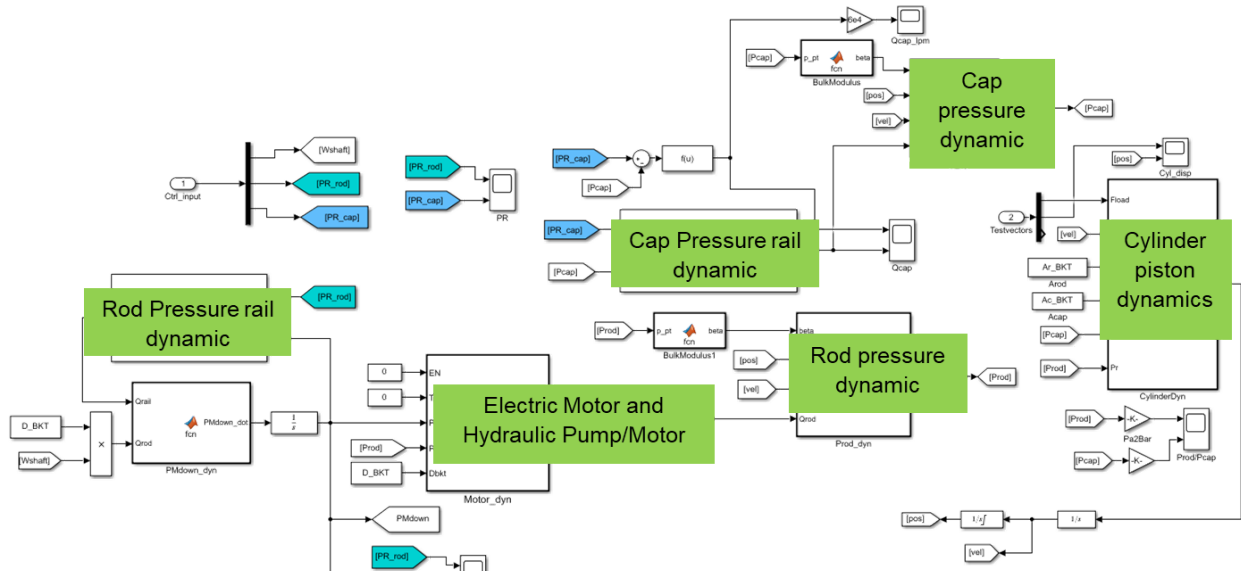 6e4
Qcap_lpm
[Pcap]
p_pt
fcn
beta
BulkModulus
[pos]
[vel]
Cap
pressure
dynamic
[Pcap]
[Wshaft]
[PR_rod]
[PR_cap]
1
Ctrl_input
[PR_rod]
[PR_cap]
PR
[PR_cap]
[Pcap]
+
-
f(u)
[PR_cap]
[Pcap]
Cap Pressure rail
dynamic
Qcap
[pos]
Cyl_disp
2
Testvectors
[vel]
Ar_BKT
Arod
Ac_BKT
Acap
[Pcap]
[Prod]
Fload
Pr
Cylinder
piston
dynamics
CylinderDyn
[PR_rod]
Rod Pressure rail
dynamic
D_BKT
[Wshaft]
×
Qrail
Qrod
fcn
PMdown_dot
PMdown_dyn
1
s
0
0
[Prod]
D_BKT
EN
T
P
P
Dbkt
Electric Motor and
Hydraulic Pump/Motor
Motor_dyn
[Prod]
p_pt
fcn
beta
BulkModulus1
[pos]
[vel]
beta
Qrod
Rod pressure
dynamic
Prod_dyn
[Prod]
[Prod]
-K-
Pa2Bar
[Pcap]
-K-
Prod/Pcap
PMdown
[PR_rod]
[pos]
1/s
1/s
[vel]